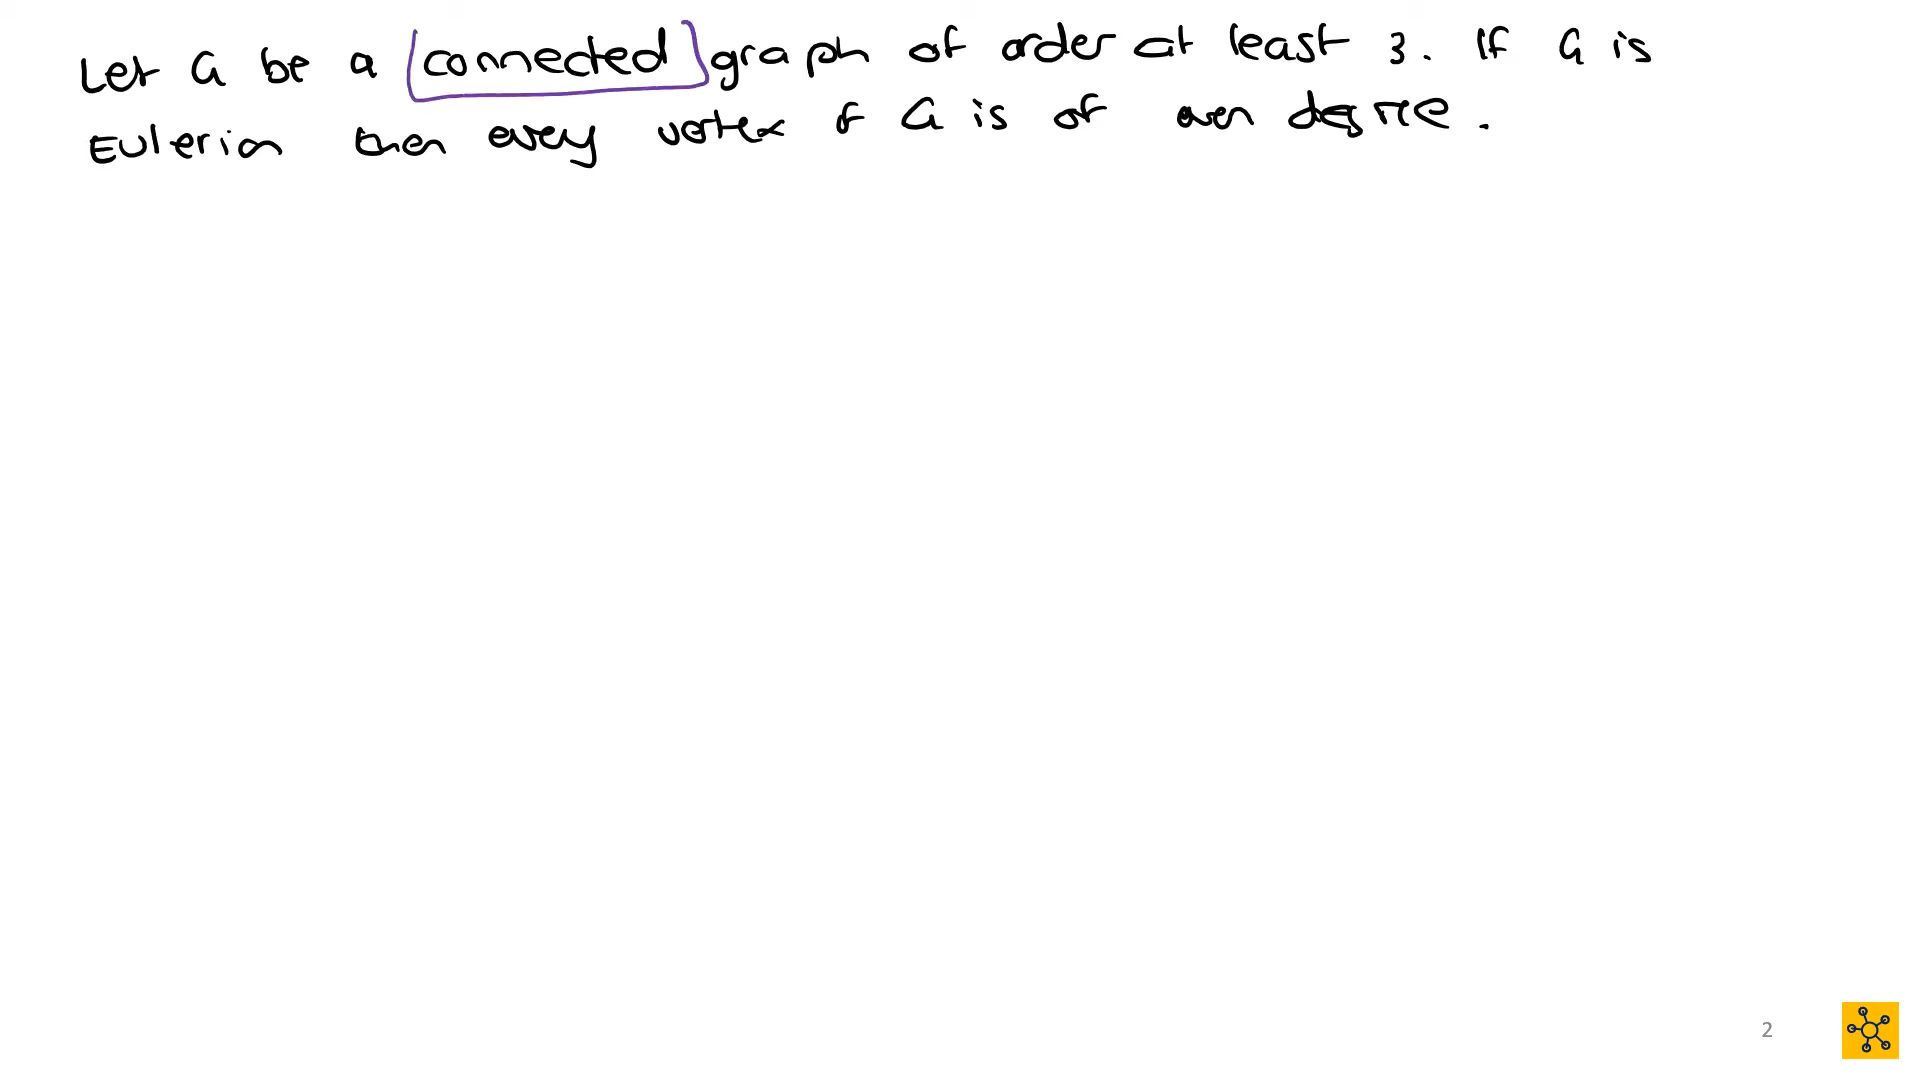 Let G be a connected graph of order at least 3. If G is
Eulerian then every vertex of G is of even degree.
2